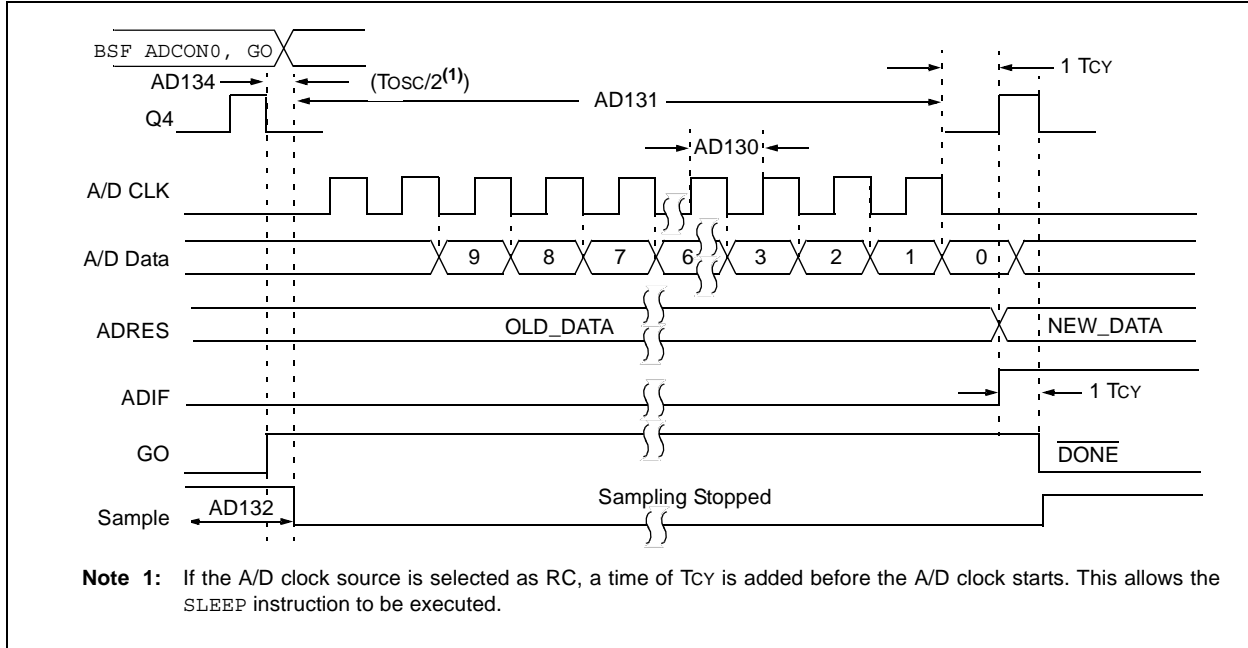 BSF ADCON0, GO
1 TCY
AD134
(TOSC/2(1))
AD131
Q4
AD130
A/D CLK
A/D Data
9 8 7 6 3 2 1 0
ADRES
OLD_DATA
NEW_DATA
ADIF
1 TCY
GO
DONE
Sample
AD132
Sampling Stopped
Note 1: If the A/D clock source is selected as RC, a time of TCY is added before the A/D clock starts. This allows the
SLEEP instruction to be executed.